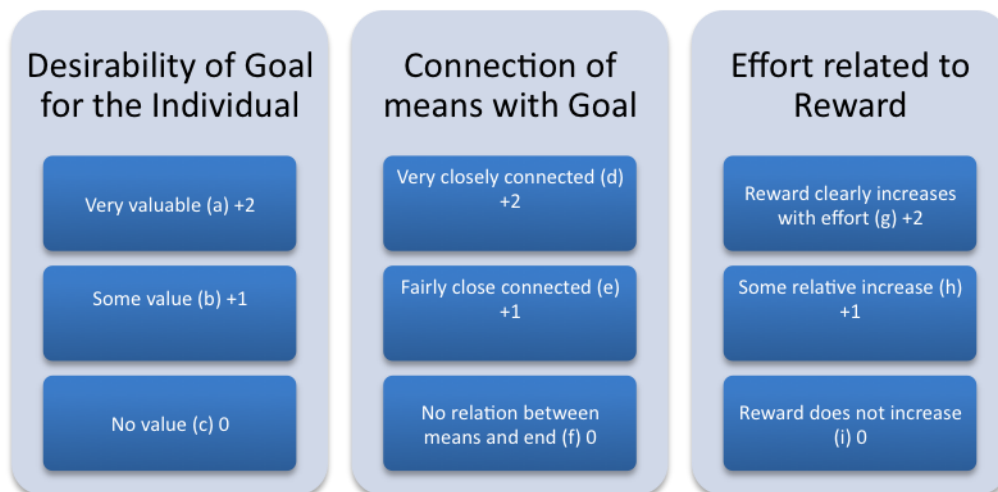 Desirability of Goal
for the Individual
Very valuable (a) +2
Some value (b) +1
No value (c) 0
Connection of
means with Goal
Very closely connected (d)
+2
Fairly close connected (e)
+1
No relation between
means and end (f) 0
Effort related to
Reward
Reward clearly increases
with effort (g) +2
Some relative increase (h)
+1
Reward does not increase
(i) 0